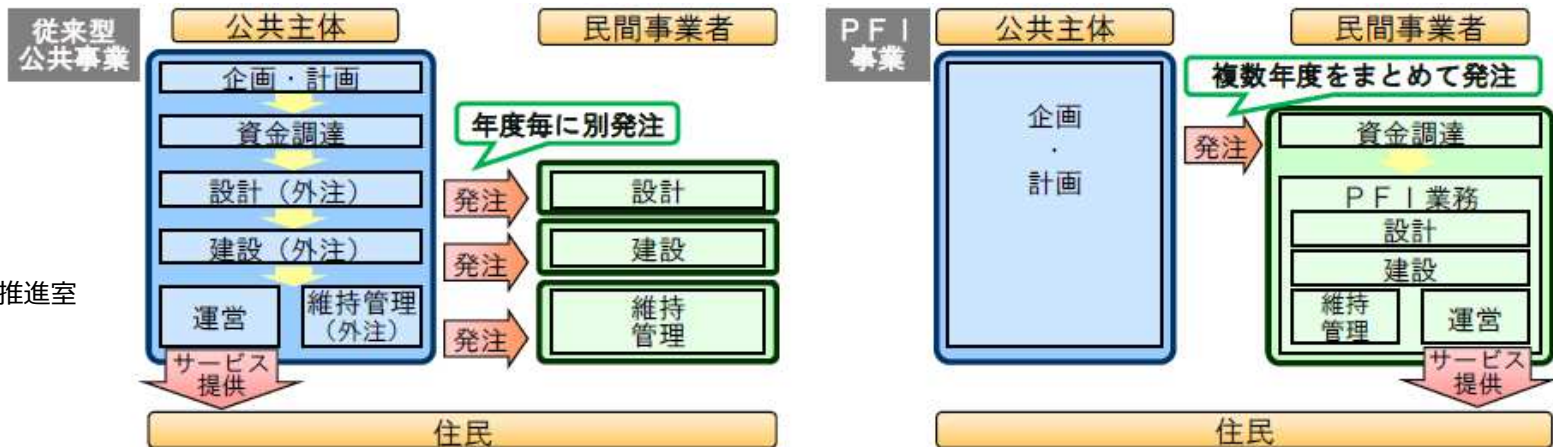 従来型
公共事業
公共主体
民間事業者
企画・計画
資金調達
年度毎に別発注
設計（外注）
発注
設計
建設（外注）
発注
建設
推進室
運営
維持管理
（外注）
発注
維持
管理
サービス
提供
住民
ＰＦＩ
事業
公共主体
民間事業者
複数年度をまとめて発注
企画
・
計画
発注
資金調達
ＰＦＩ業務
設計
建設
維持
管理
運営
サービス
提供
住民